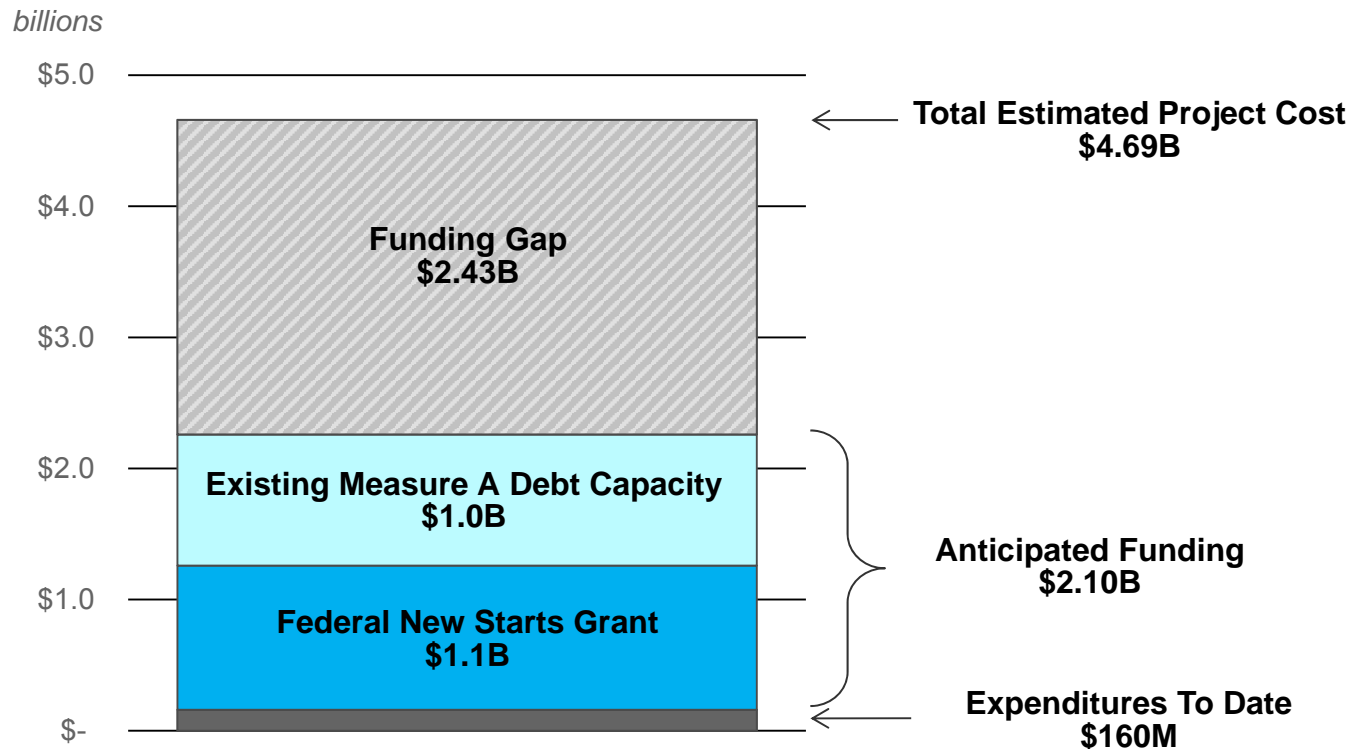 billions
$5.0
Total Estimated Project Cost
$4.69B
$4.0
Funding Gap
$2.43B
$3.0
$2.0
Existing Measure A Debt Capacity
$1.0B
Anticipated Funding
$2.10B
$1.0
Federal New Starts Grant
$1.1B
Expenditures To Date
$160M
$-